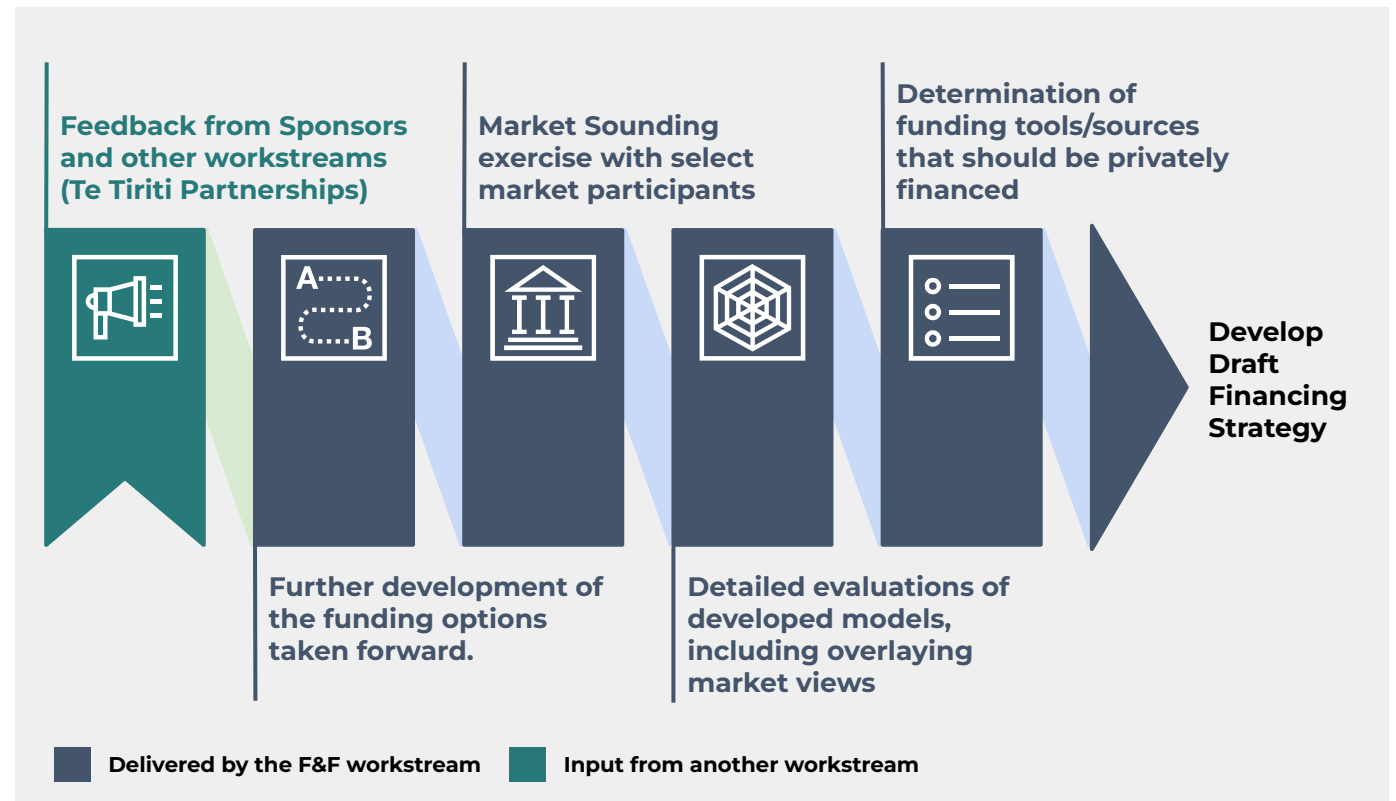 Feedback from Sponsors
and other workstreams
(Te Tiriti Partnerships)
A
B
Further development of
the funding options
taken forward.
Market Sounding
exercise with select
market participants
Detailed evaluations of
developed models,
including overlaying
market views
Determination of
funding tools/sources
that should be privately
financed
Develop
Draft
Financing
Strategy
Delivered by the F&F workstream
Input from another workstream